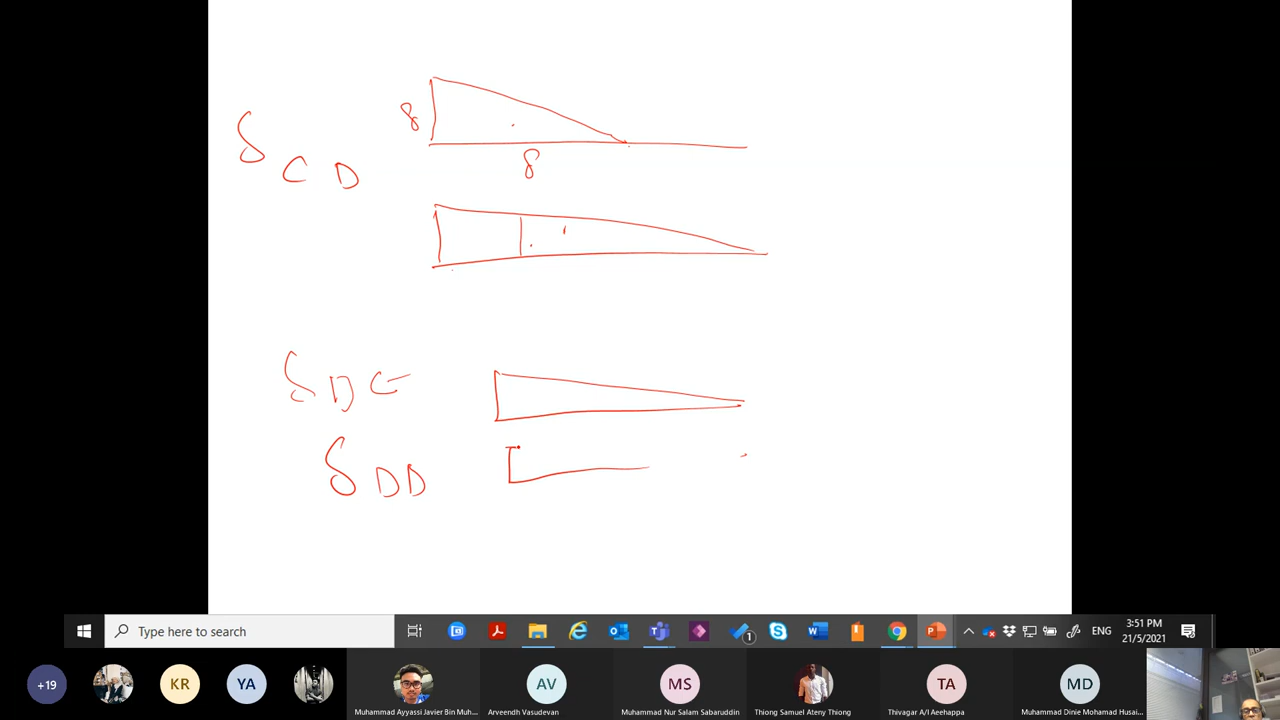 8
δ C D
8
δ D C
δ D D
Type here to search
1
ENG
3:51 PM
21/5/2021
+19
KR
YA
AV
MS
TA
MD
Muhammad Ayyassi Javier Bin Muh...
Arveendh Vasudevan
Muhammad Nur Salam Sabaruddin
Thiong Samuel Ateny Thiong
Thivagar A/l Aeehappa
Muhammad Dinie Mohamad Husai...